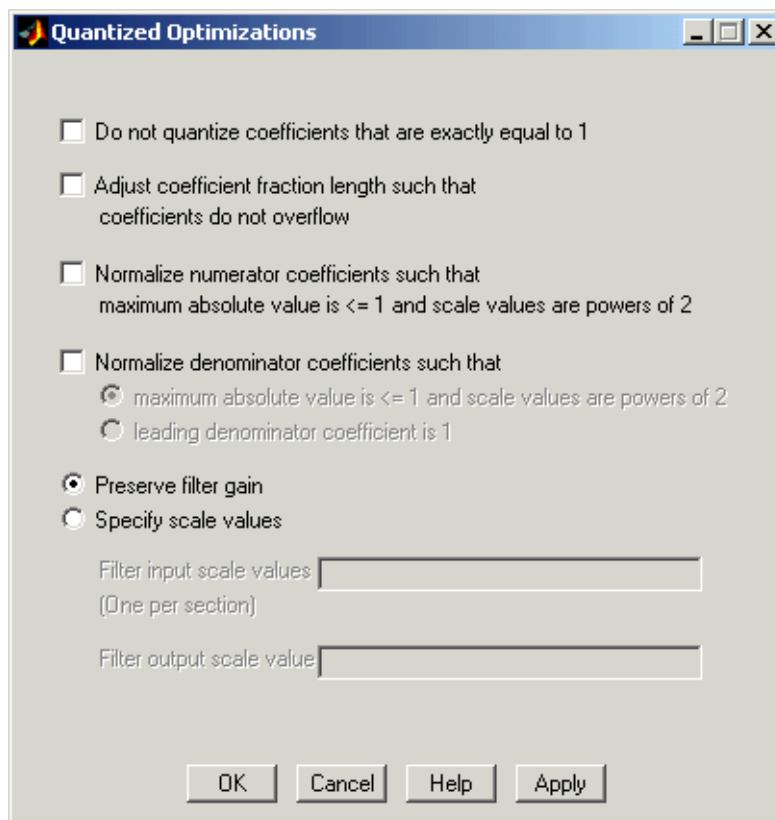 Quantized Optimizations
Do not quantize coefficients that are exactly equal to 1
Adjust coefficient fraction length such that
coefficients do not overflow
Normalize numerator coefficients such that
maximum absolute value is <= 1 and scale values are powers of 2
Normalize denominator coefficients such that
maximum absolute value is <= 1 and scale values are powers of 2
leading denominator coefficient is 1
Preserve filter gain
Specify scale values
Filter input scale values
(One per section)
Filter output scale value
OK Cancel Help Apply